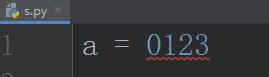 s.py
1 a = 0123